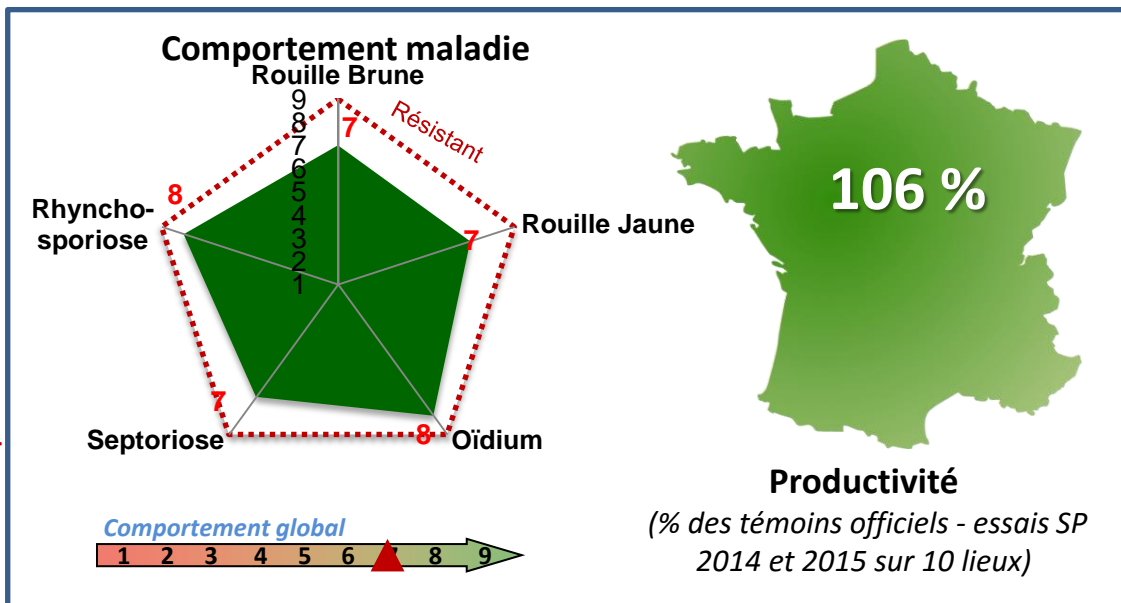 Comportement maladie
Rouille Brune
9
8
7
6
5
4
3
2
1
7
Résistant
Rouille Jaune
7
Oïdium
8
Septoriose
7
Rhyncho-
sporiose
8
Comportement global
1 2 3 4 5 6 7 8 9
106 %
Productivité
(% des témoins officiels - essais SP
2014 et 2015 sur 10 lieux)